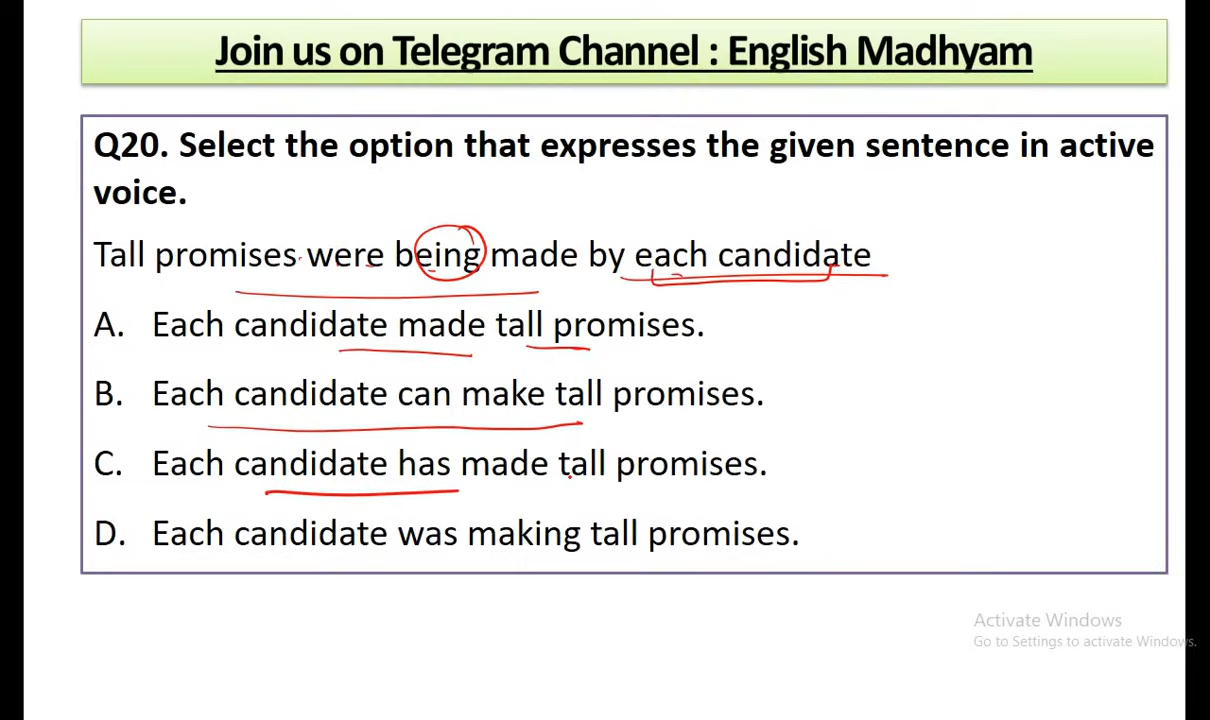 Join us on Telegram Channel : English Madhyam
Q20. Select the option that expresses the given sentence in active
voice.
Tall promises were being made by each candidate
A. Each candidate made tall promises.
B. Each candidate can make tall promises.
C. Each candidate has made tall promises.
D. Each candidate was making tall promises.
Activate Windows
Go to Settings to activate Windows.